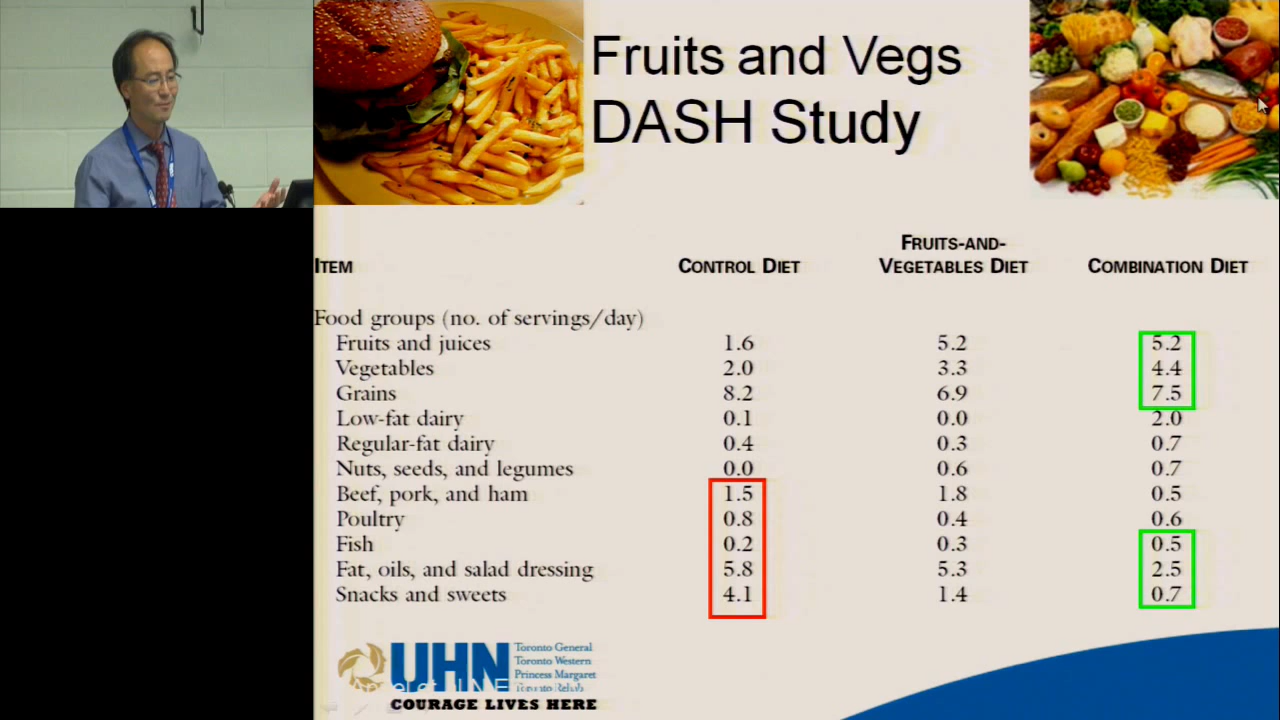 Fruits and Vegs
DASH Study
ITEM CONTROL DIET FRUITS-AND-VEGETABLES DIET COMBINATION DIET
Food groups (no. of servings/day)
Fruits and juices 1.6 5.2 5.2
Vegetables 2.0 3.3 4.4
Grains 8.2 6.9 7.5
Low-fat dairy 0.1 0.0 2.0
Regular-fat dairy 0.4 0.3 0.7
Nuts, seeds, and legumes 0.0 0.6 0.7
Beef, pork, and ham 1.5 1.8 0.5
Poultry 0.8 0.4 0.6
Fish 0.2 0.3 0.5
Fat, oils, and salad dressing 5.8 5.3 2.5
Snacks and sweets 4.1 1.4 0.7
UHN
Toronto General
Toronto Western
Princess Margaret
Toronto Rehab
COURAGE LIVES HERE